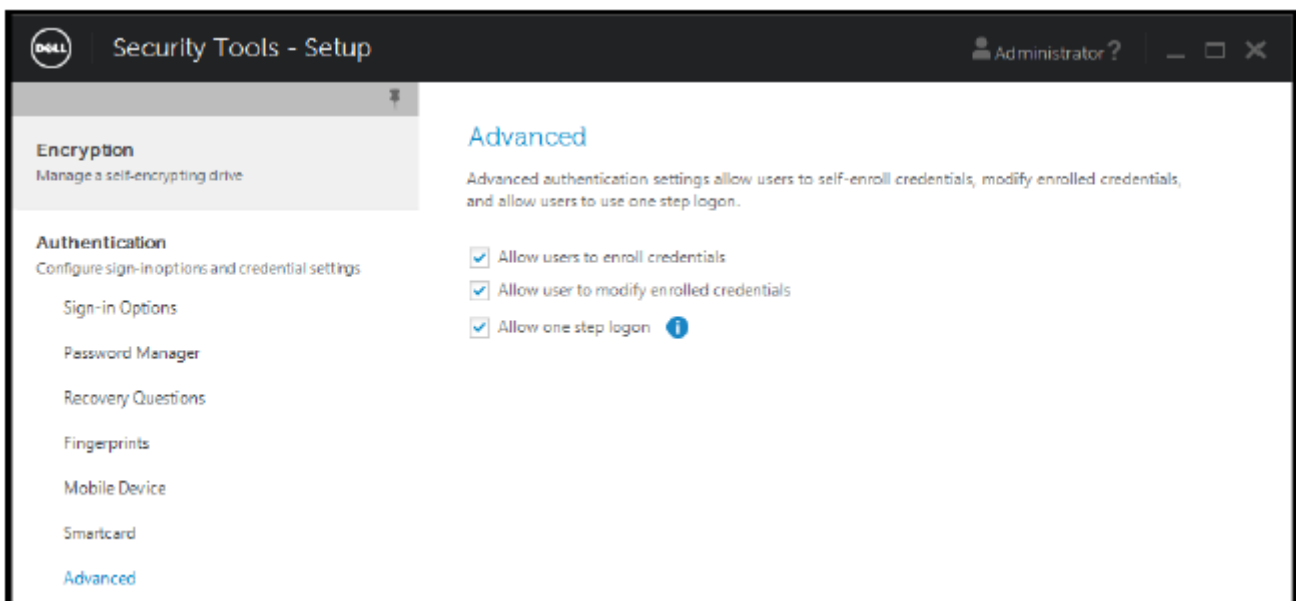 DELL
Security Tools - Setup
Administrator ?
Encryption
Manage a self-encrypting drive
Authentication
Configure sign-in options and credential settings
Sign-in Options
Password Manager
Recovery Questions
Fingerprints
Mobile Device
Smartcard
Advanced
Advanced
Advanced authentication settings allow users to self-enroll credentials, modify enrolled credentials,
and allow users to use one step logon.
Allow users to enroll credentials
Allow user to modify enrolled credentials
Allow one step logon i